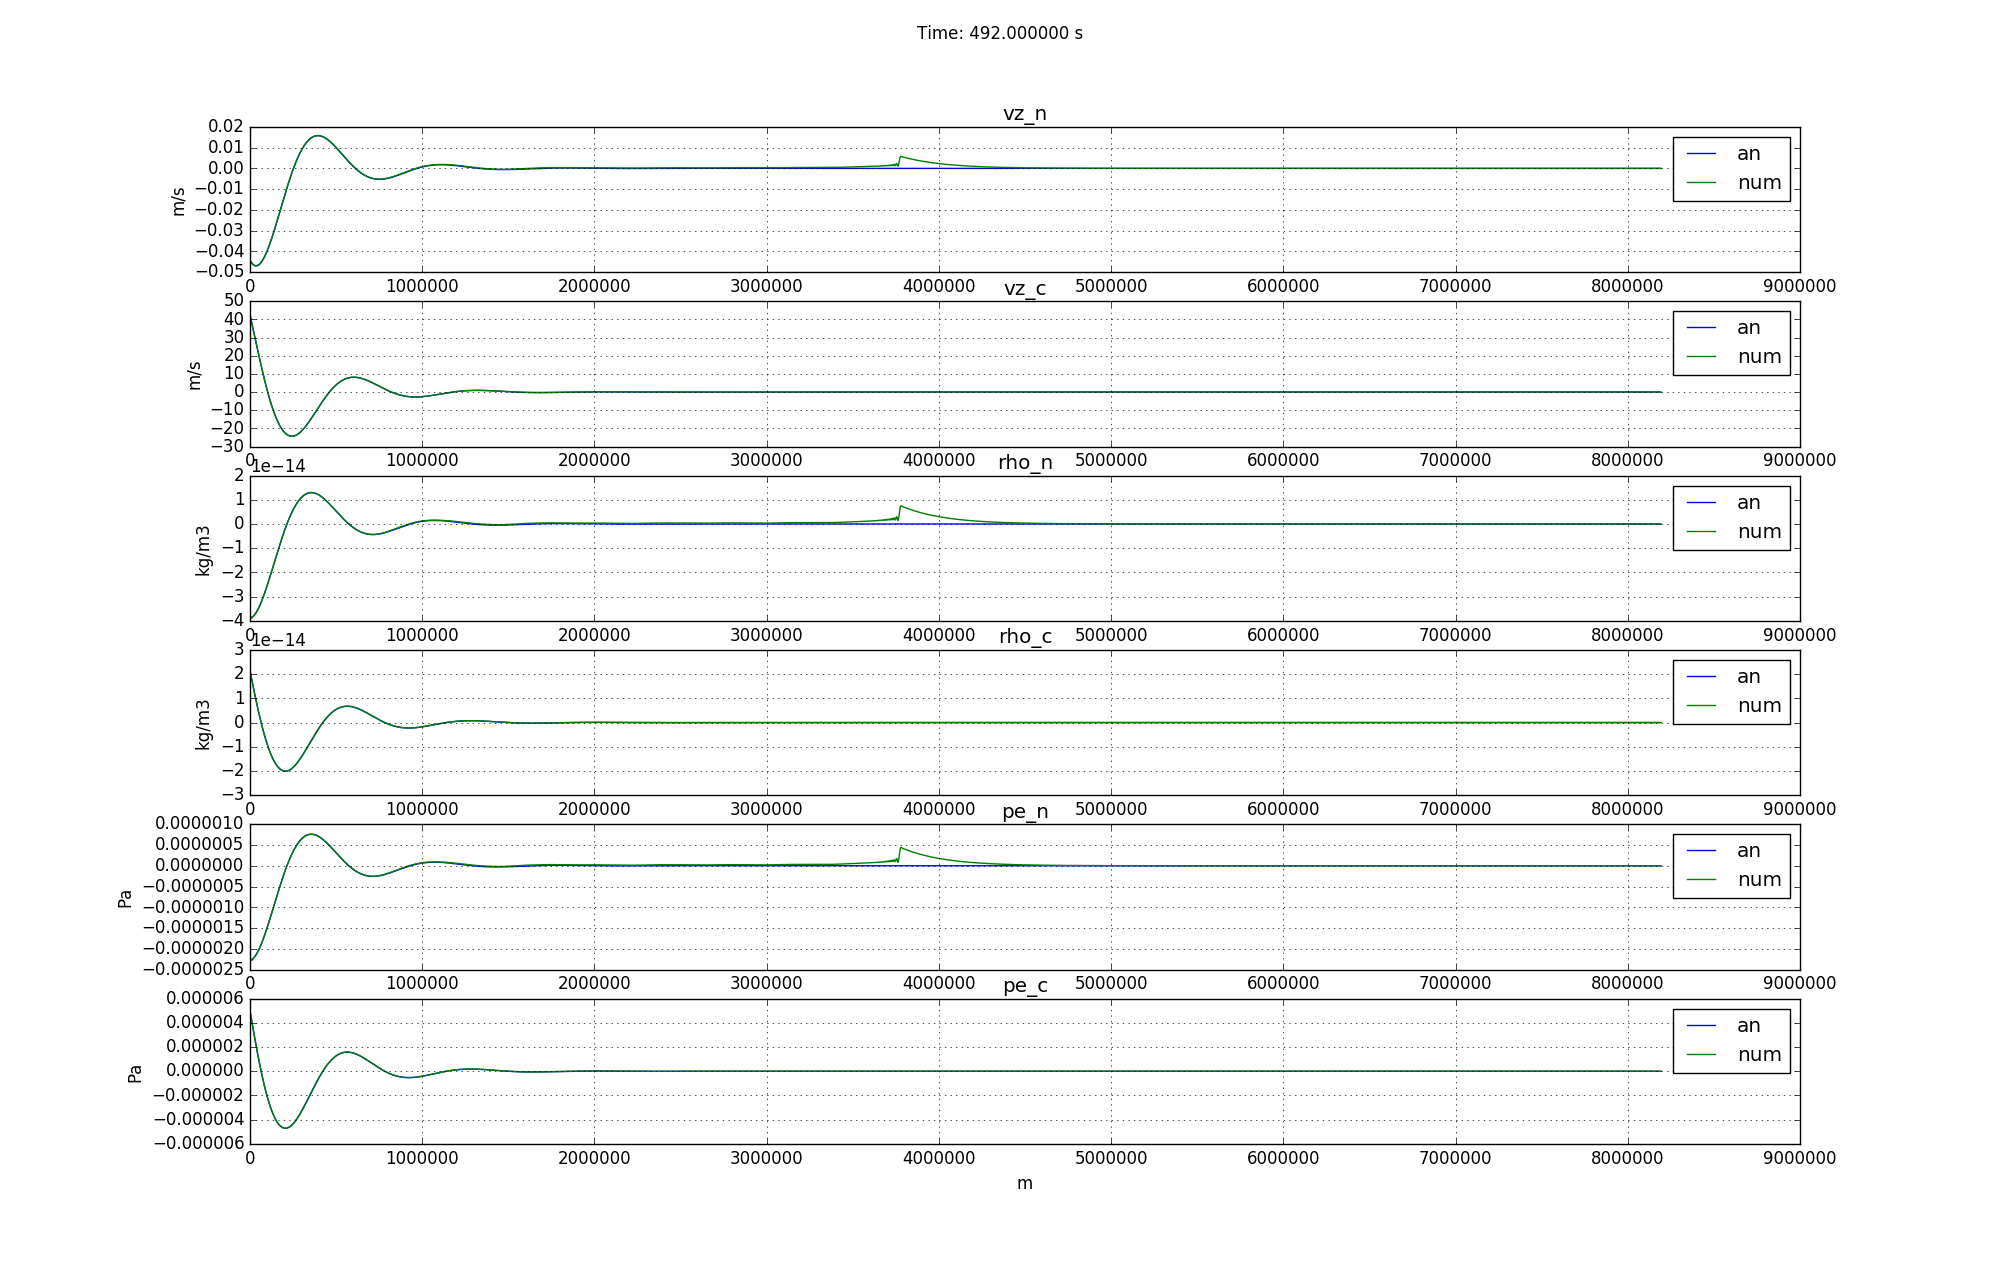 Time: 492.000000 s
vz_n
0.02
0.01
0.00
−0.01
−0.02
−0.03
−0.04
−0.05
m/s
an
num
0 1000000 2000000 3000000 4000000 5000000 6000000 7000000 8000000 9000000
vz_c
50
40
30
20
10
0
−10
−20
−30
m/s
an
num
0 1000000 2000000 3000000 4000000 5000000 6000000 7000000 8000000 9000000
1e−14
rho_n
2
1
0
−1
−2
−3
−4
kg/m3
an
num
0 1000000 2000000 3000000 4000000 5000000 6000000 7000000 8000000 9000000
1e−14
rho_c
3
2
1
0
−1
−2
−3
kg/m3
an
num
0 1000000 2000000 3000000 4000000 5000000 6000000 7000000 8000000 9000000
pe_n
0.0000010
0.0000005
0.0000000
−0.0000005
−0.0000010
−0.0000015
−0.0000020
−0.0000025
Pa
an
num
0 1000000 2000000 3000000 4000000 5000000 6000000 7000000 8000000 9000000
pe_c
0.000006
0.000004
0.000002
0.000000
−0.000002
−0.000004
−0.000006
Pa
an
num
0 1000000 2000000 3000000 4000000 5000000 6000000 7000000 8000000 9000000
m